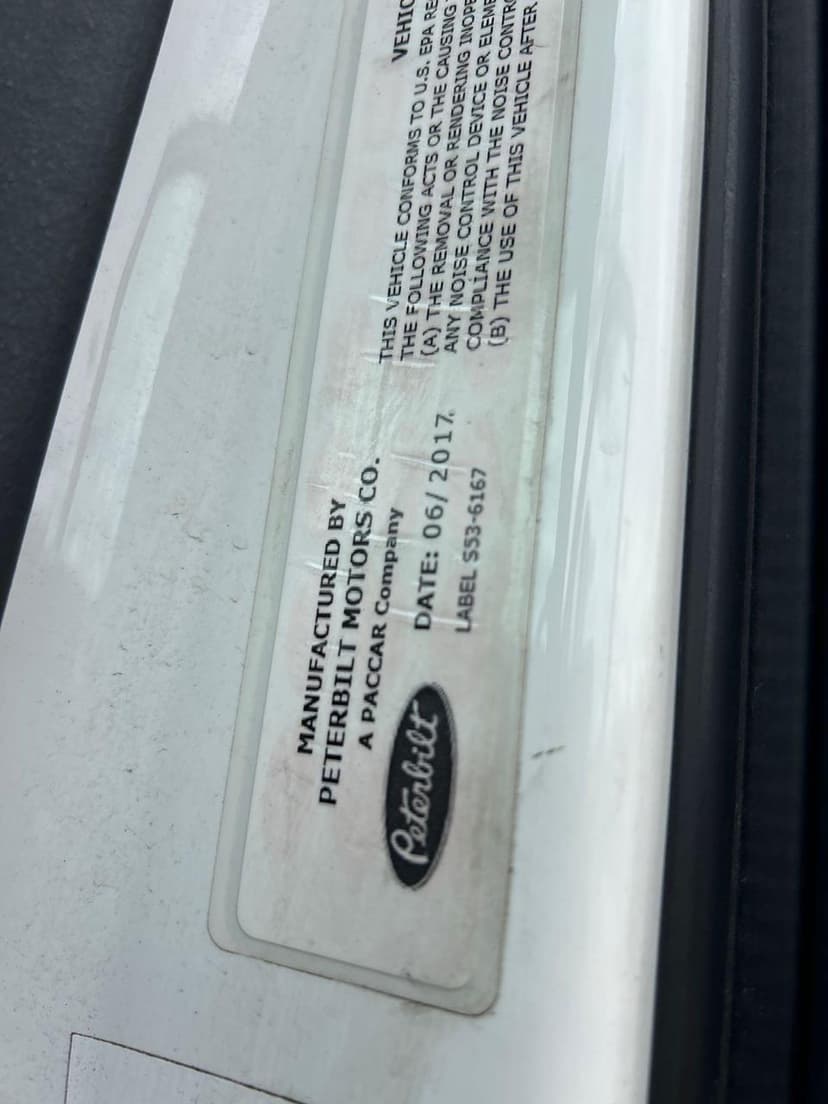 MANUFACTURED BY
PETERBILT MOTORS CO.
A PACCAR Company
Peterbilt
DATE: 06/2017
LABEL S53-6167
THIS VEHICLE CONFORMS TO U.S. EPA
THE FOLLOWING ACTS OR THE CAUSING
(A) THE REMOVAL OR RENDERING
ANY NOISE CONTROL DEVICE OR
COMPLIANCE WITH THE NOISE
(B) THE USE OF THIS VEHICLE AFTER